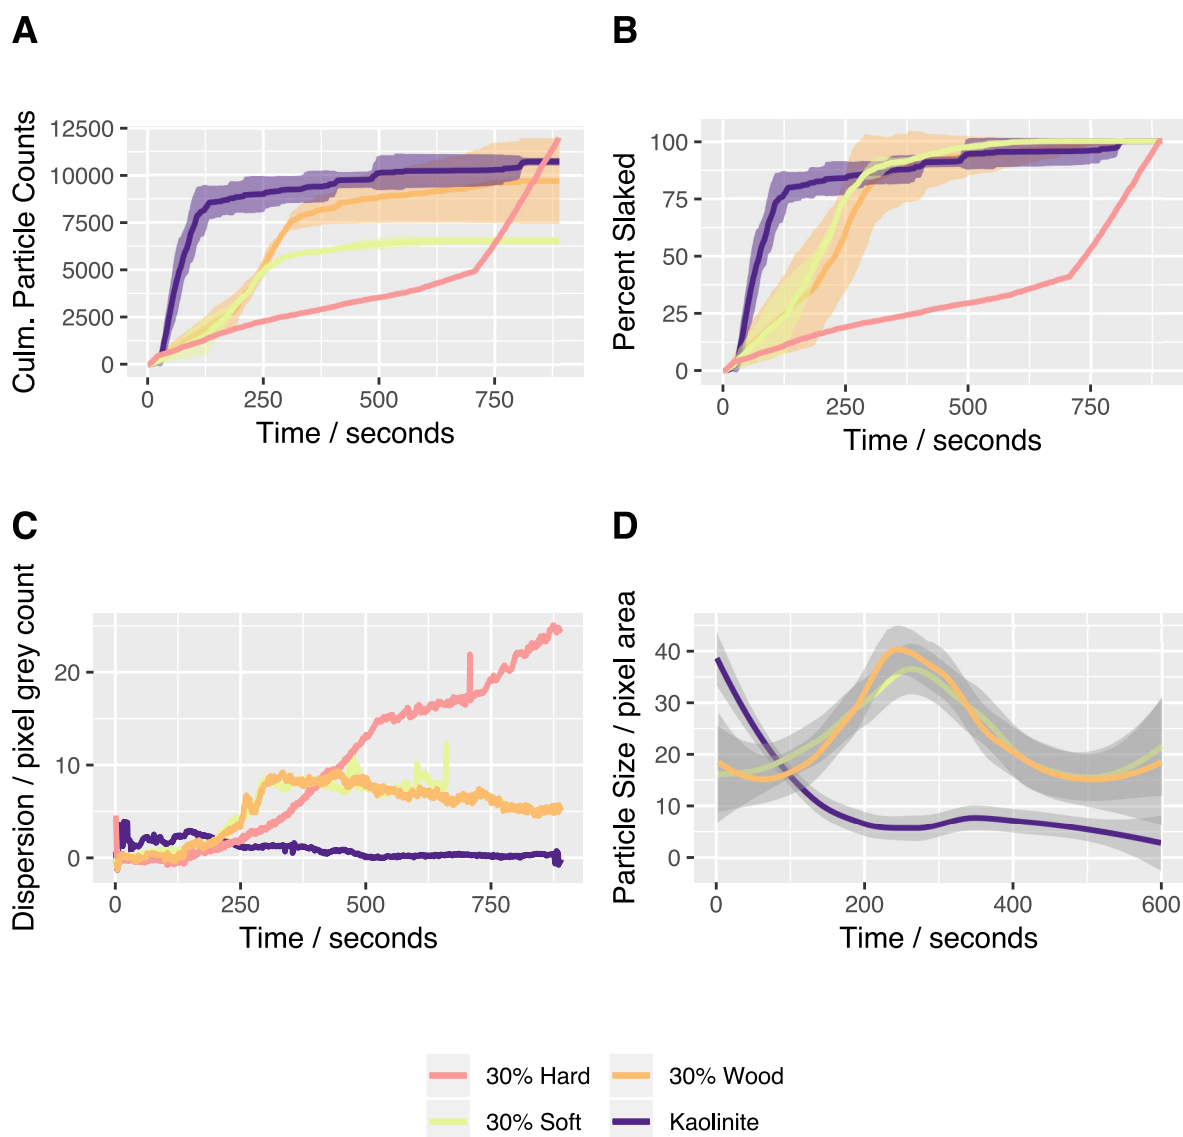 A
B
Culm. Particle Counts
12500
10000
7500
5000
2500
0
0 250 500 750
Time / seconds
Percent Slaked
100
75
50
25
0
0 250 500 750
Time / seconds
C
D
Dispersion / pixel grey count
20
10
0
0 250 500 750
Time / seconds
Particle Size / pixel area
40
30
20
10
0
0 200 400 600
Time / seconds
30% Hard
30% Wood
30% Soft
Kaolinite